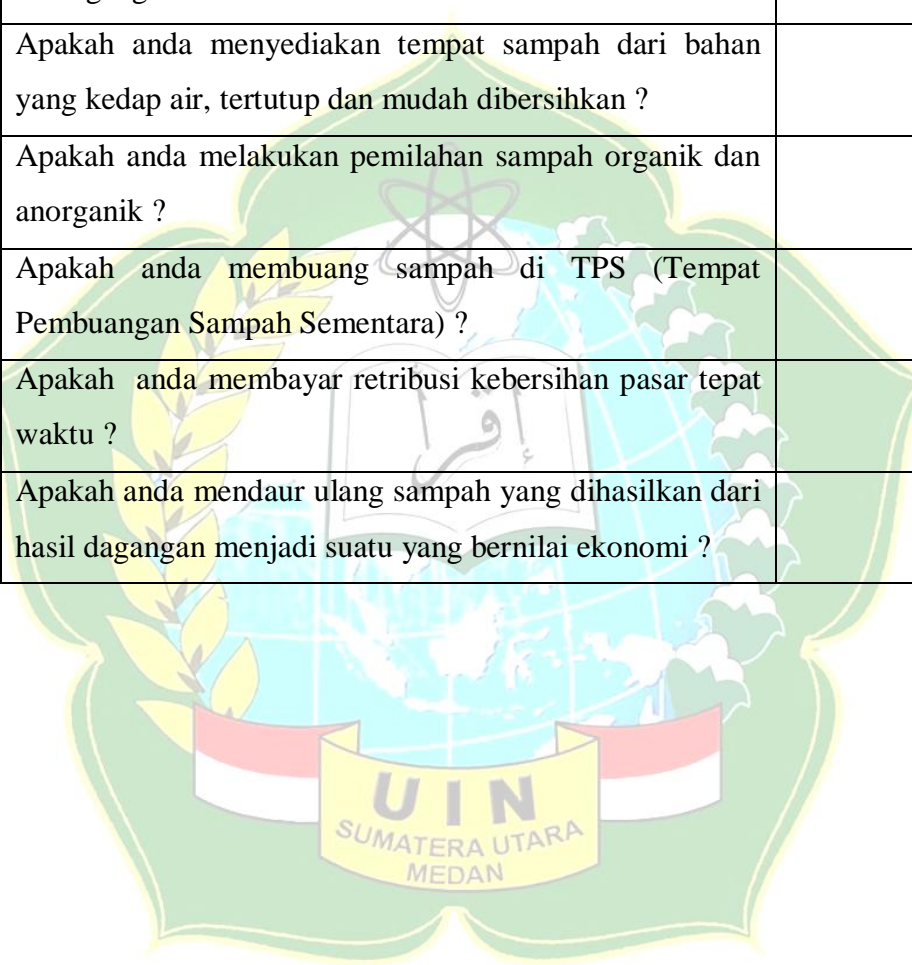 Apakah anda menyediakan tempat sampah dari bahan
yang kedap air, tertutup dan mudah dibersihkan ?
Apakah anda melakukan pemilahan sampah organik dan
anorganik ?
Apakah anda membuang sampah di TPS (Tempat
Pembuangan Sampah Sementara) ?
Apakah anda membayar retribusi kebersihan pasar tepat
waktu ?
Apakah anda mendaur ulang sampah yang dihasilkan dari
hasil dagangan menjadi suatu yang bernilai ekonomi ?
إقرأ
UIN
SUMATERA UTARA
MEDAN